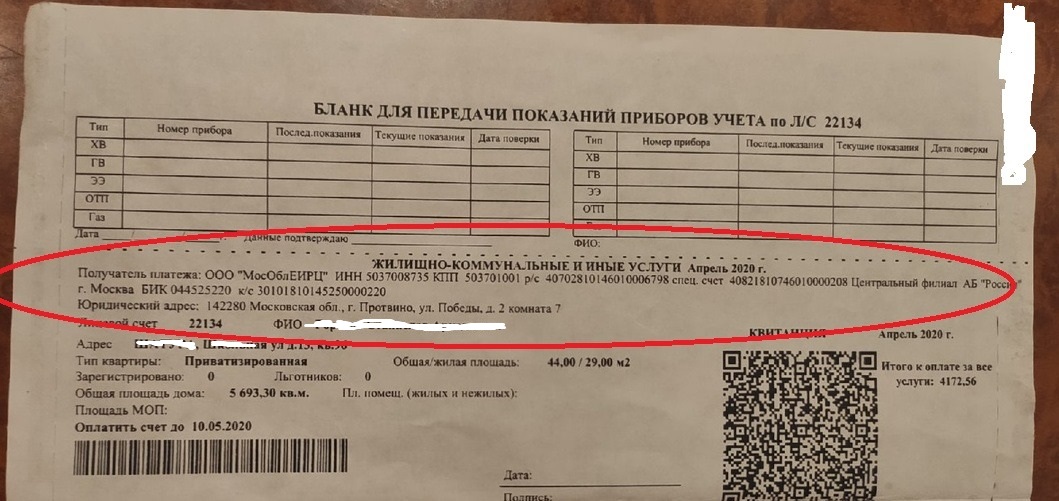 БЛАНК ДЛЯ ПЕРЕДАЧИ ПОКАЗАНИЙ ПРИБОРОВ УЧЕТА по Л/С 22134
Тип Номер прибора Послед.показания Текущие показания Дата поверки
ХВ
ГВ
ЭЭ
ОТП
Газ
Тип Номер прибора Послед.показания Текущие показания Дата поверки
ХВ
ГВ
ЭЭ
ОТП
Дата Данные подтверждаю ФИО:
ЖИЛИЩНО-КОММУНАЛЬНЫЕ И ИНЫЕ УСЛУГИ Апрель 2020 г.
Получатель платежа: ООО "МосОблЕИРЦ" ИНН 5037008735 КПП 503701001 р/с 40702810146010006798 спец. счет 40821810746010000208 Центральный филиал АБ "Россия"
г. Москва БИК 044525220 к/с 30101810145250000220
Юридический адрес: 142280 Московская обл., г. Протвино, ул. Победы, д. 2 комната 7
Лицевой счет 22134 ФИО
КВИТАНЦИЯ Апрель 2020 г.
Адрес ул д.15, кв.
Тип квартиры: Приватизированная Общая/жилая площадь: 44,00 / 29,00 м2
Зарегистрировано: 0 Льготников: 0
Общая площадь дома: 5 693,30 кв.м. Пл. помещ. (жилых и нежилых):
Площадь МОП:
Оплатить счет до 10.05.2020
Итого к оплате за все
услуги: 4172,56
Дата:
Подпись: